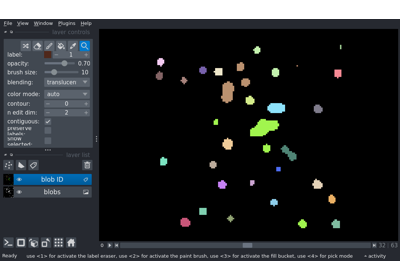 File View Window Plugins Help
layer controls
label: 1
opacity: 0.70
brush size: 10
blending: translucen
color mode: auto
contour: 0
n edit dim: 2
contiguous:
preserve
labels:
show
selected:
layer list
blob ID
blobs
32 63
Ready use <1> for activate the label eraser, use <2> for activate the paint brush, use <3> for activate the fill bucket, use <4> for pick mode activity